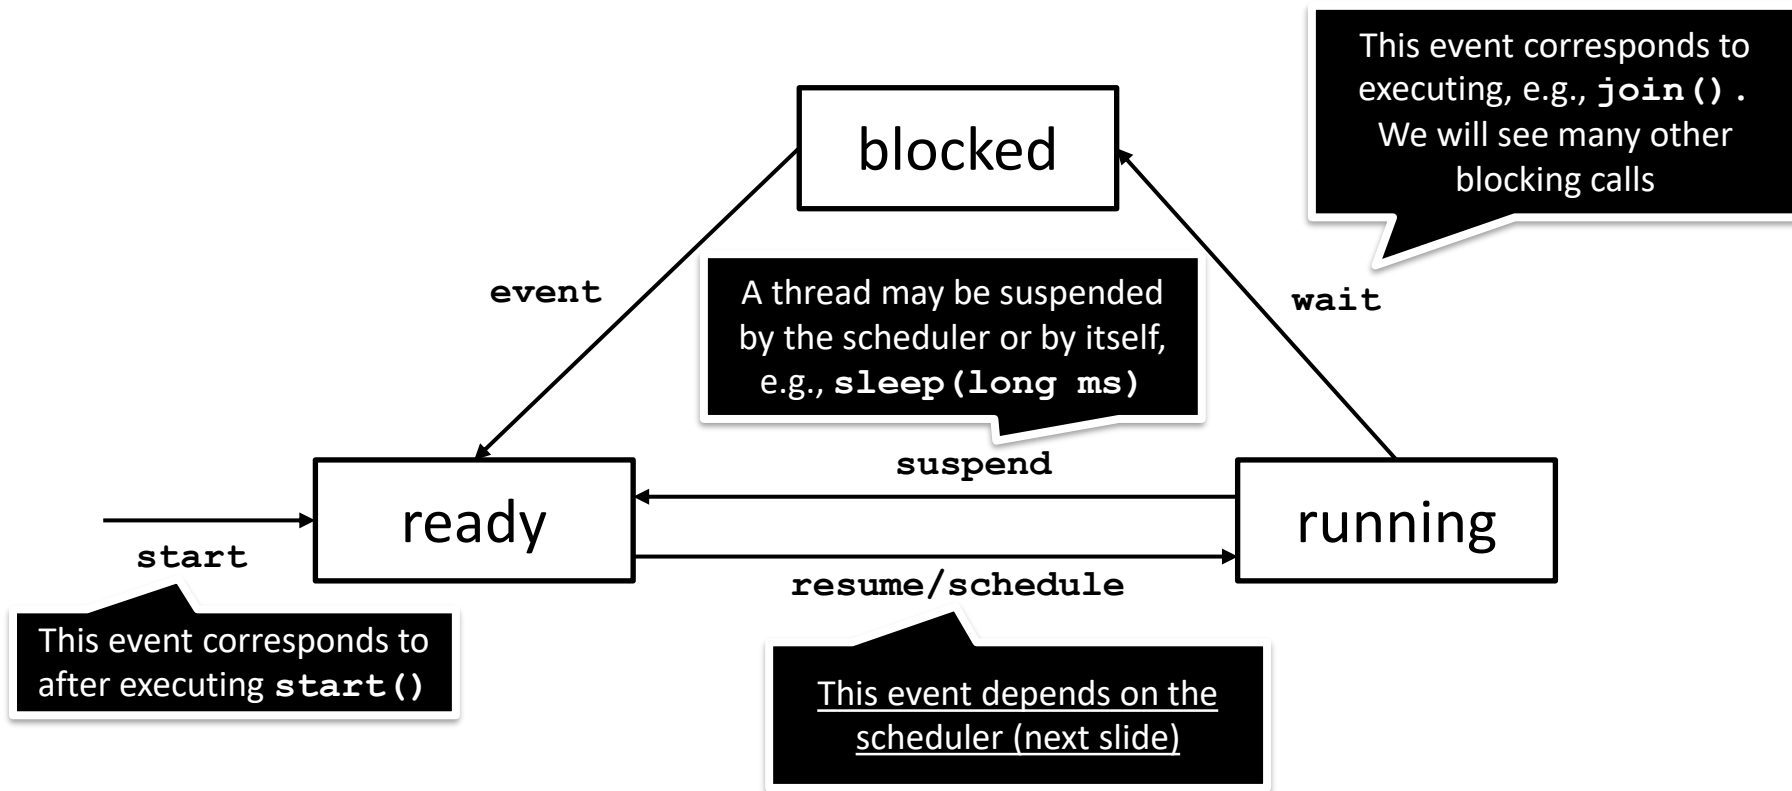 This event corresponds to
executing, e.g., join().
We will see many other
blocking calls
blocked
event
A thread may be suspended
by the scheduler or by itself,
e.g., sleep(long ms)
wait
suspend
ready
running
start
resume/schedule
This event corresponds to
after executing start()
This event depends on the
scheduler (next slide)